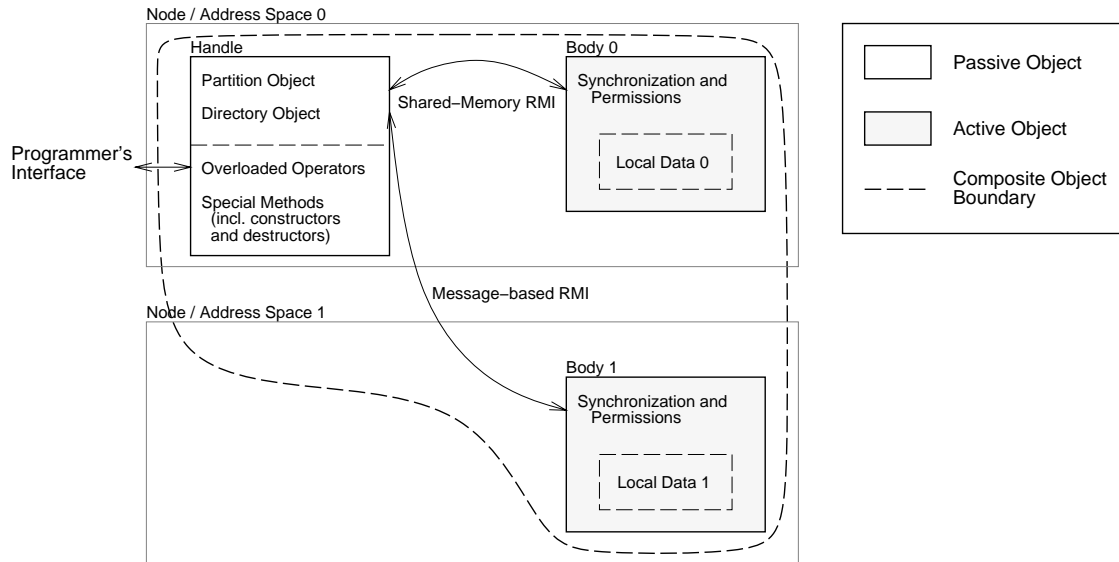 Node / Address Space 0
Handle
Partition Object
Directory Object
Overloaded Operators
Special Methods
(incl. constructors
and destructors)
Programmer's
Interface
Shared–Memory RMI
Body 0
Synchronization and
Permissions
Local Data 0
Message–based RMI
Node / Address Space 1
Body 1
Synchronization and
Permissions
Local Data 1
Passive Object
Active Object
Composite Object
Boundary